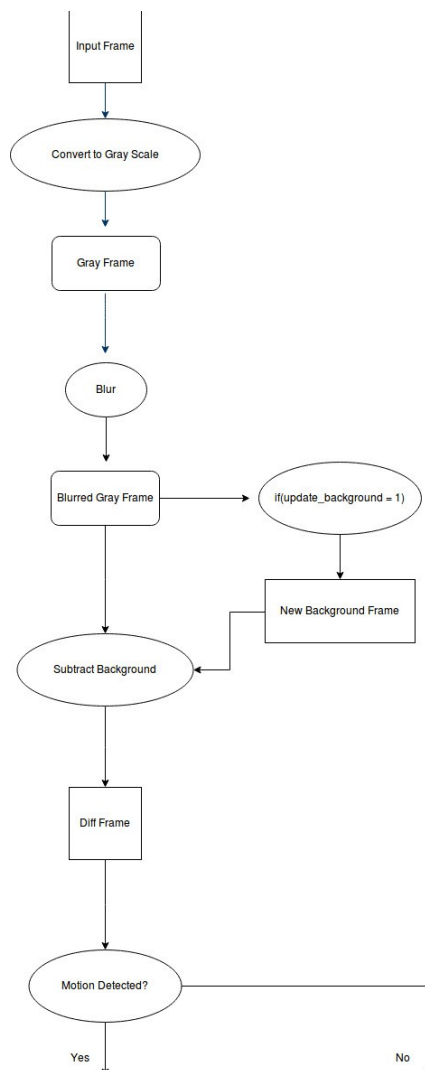 Input Frame
Convert to Gray Scale
Gray Frame
Blur
Blurred Gray Frame
if(update_background = 1)
New Background Frame
Subtract Background
Diff Frame
Motion Detected?
Yes
No